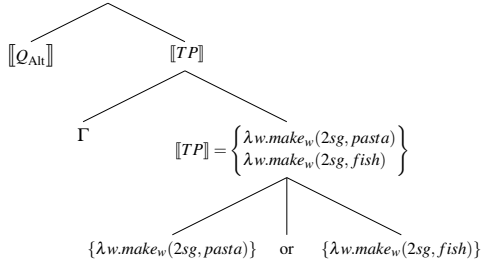 ⟦Q_Alt⟧ ⟦TP⟧
Γ
⟦TP⟧ = { λw.make_w(2sg, pasta)
λw.make_w(2sg, fish) }
{λw.make_w(2sg, pasta)} or {λw.make_w(2sg, fish)}